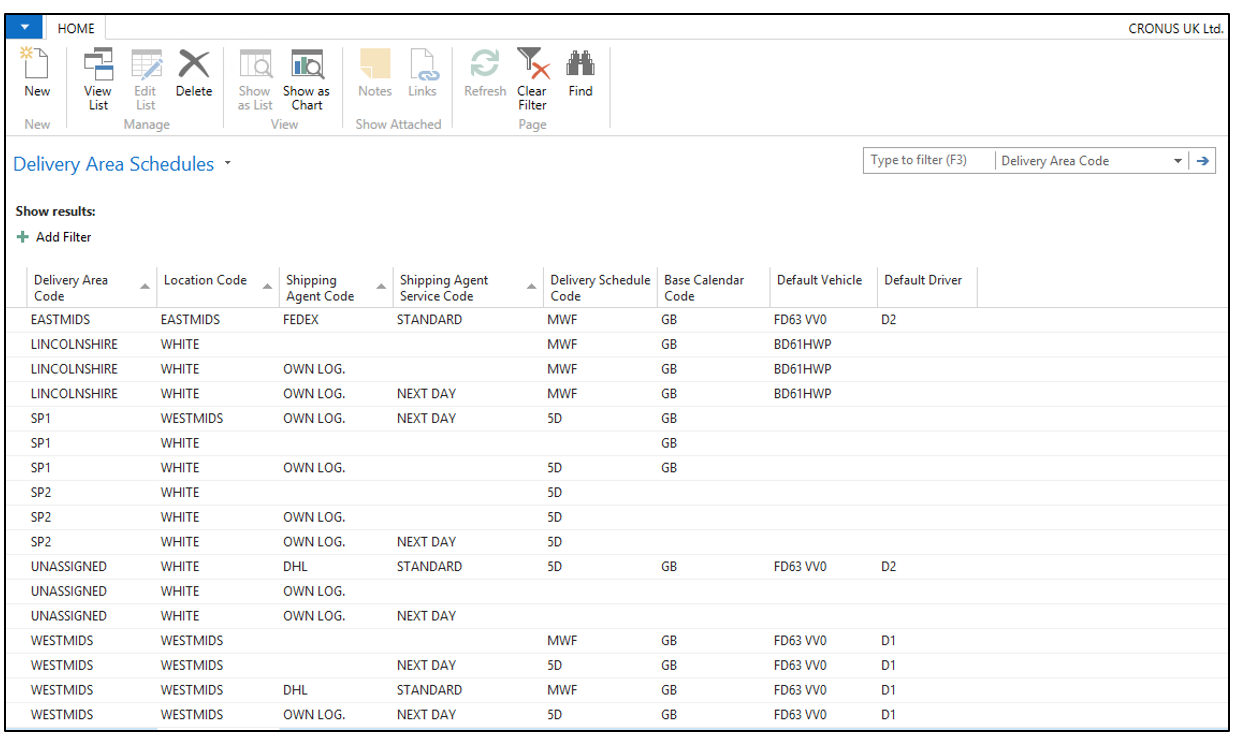 HOME
CRONUS UK Ltd.
New View List Edit List Delete Show as List Show as Chart Notes Links Refresh Clear Filter Find
New Manage View Show Attached Page
Delivery Area Schedules
Type to filter (F3) Delivery Area Code
Show results:
Add Filter
Delivery Area Code Location Code Shipping Agent Code Shipping Agent Service Code Delivery Schedule Code Base Calendar Code Default Vehicle Default Driver
EASTMIDS EASTMIDS FEDEX STANDARD MWF GB FD63 VV0 D2
LINCOLNSHIRE WHITE MWF GB BD61HWP
LINCOLNSHIRE WHITE OWN LOG. MWF GB BD61HWP
LINCOLNSHIRE WHITE OWN LOG. NEXT DAY MWF GB BD61HWP
SP1 WESTMIDS OWN LOG. NEXT DAY 5D GB
SP1 WHITE GB
SP1 WHITE OWN LOG. 5D GB
SP2 WHITE 5D
SP2 WHITE OWN LOG. 5D
SP2 WHITE OWN LOG. NEXT DAY 5D
UNASSIGNED WHITE DHL STANDARD 5D GB FD63 VV0 D2
UNASSIGNED WHITE OWN LOG.
UNASSIGNED WHITE OWN LOG. NEXT DAY
WESTMIDS WESTMIDS MWF GB FD63 VV0 D1
WESTMIDS WESTMIDS NEXT DAY 5D GB FD63 VV0 D1
WESTMIDS WESTMIDS DHL STANDARD MWF GB FD63 VV0 D1
WESTMIDS WESTMIDS OWN LOG. NEXT DAY 5D GB FD63 VV0 D1